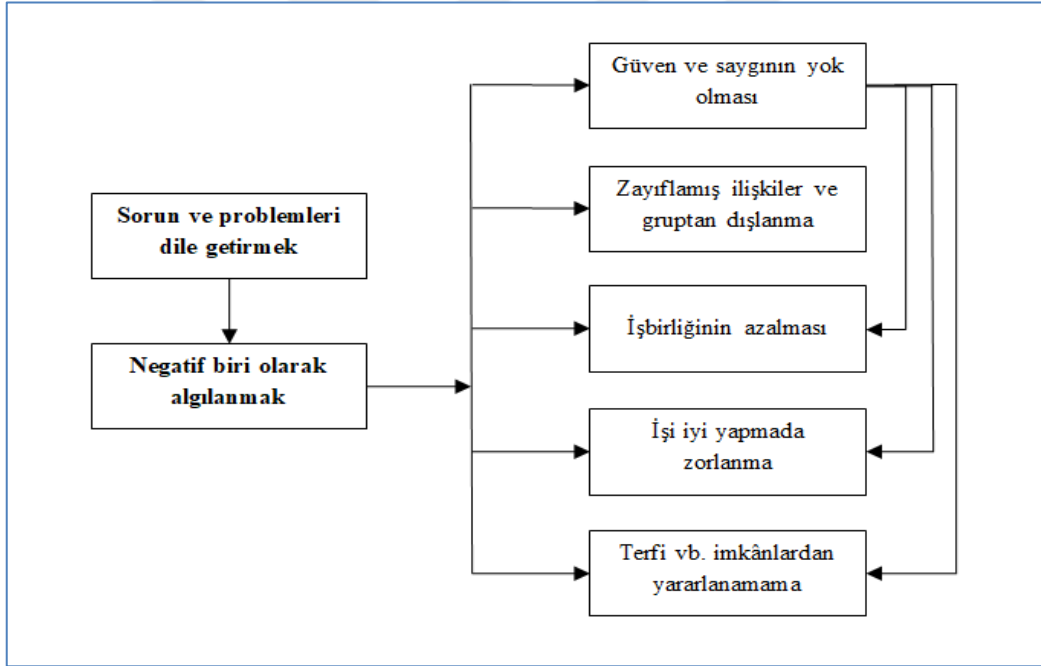 Güven ve saygının yok
olması
Zayıflamış ilişkiler ve
gruptan dışlanma
Sorun ve problemleri
dile getirmek
İşbirliğinin azalması
Negatif biri olarak
algılanmak
İşi iyi yapmada
zorlanma
Terfi vb. imkânlardan
yararlanamama